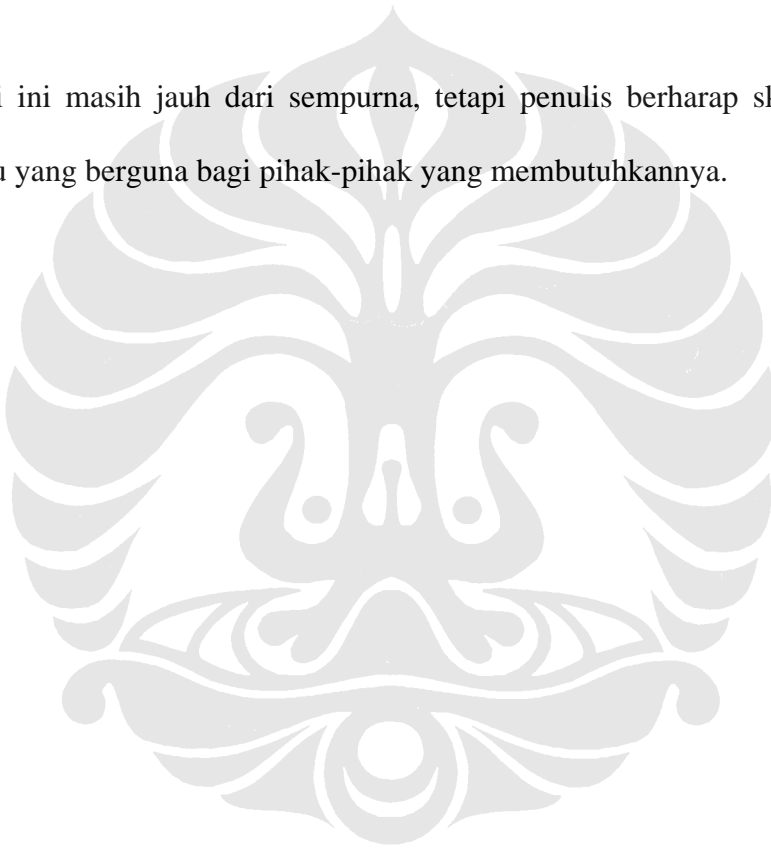 ini masih jauh dari sempurna, tetapi penulis berharap
yang berguna bagi pihak-pihak yang membutuhkannya.